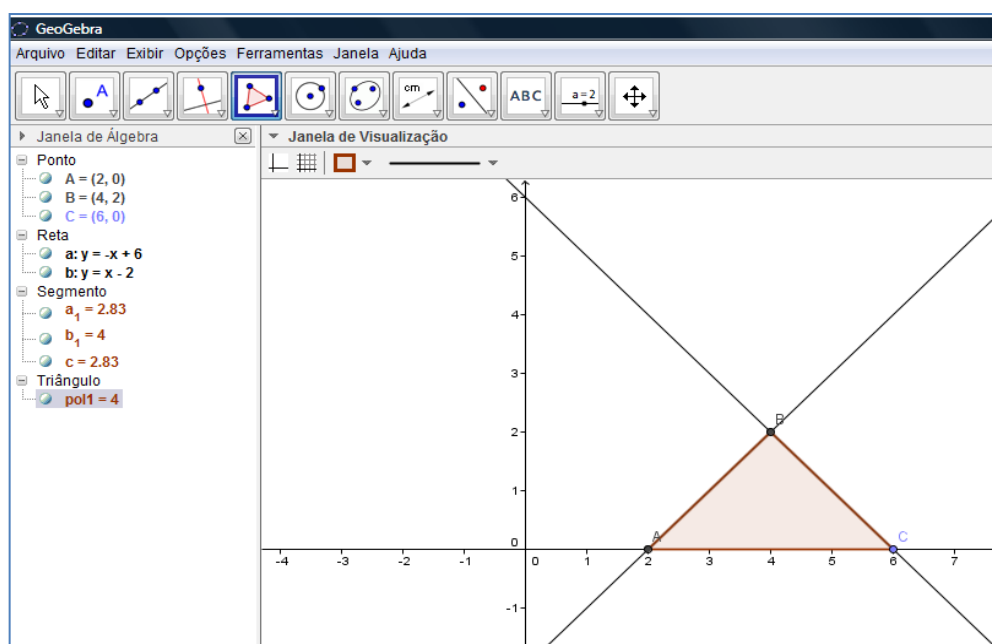 GeoGebra
Arquivo Editar Exibir Opções Ferramentas Janela Ajuda
A
cm
ABC
a=2
Janela de Álgebra
Janela de Visualização
Ponto
A = (2, 0)
B = (4, 2)
C = (6, 0)
Reta
a: y = -x + 6
b: y = x - 2
Segmento
a₁ = 2.83
b₁ = 4
c = 2.83
Triângulo
pol1 = 4
6
5
4
3
2
1
0
-1
-4 -3 -2 -1 0 1 2 3 4 5 6 7
A
B
C